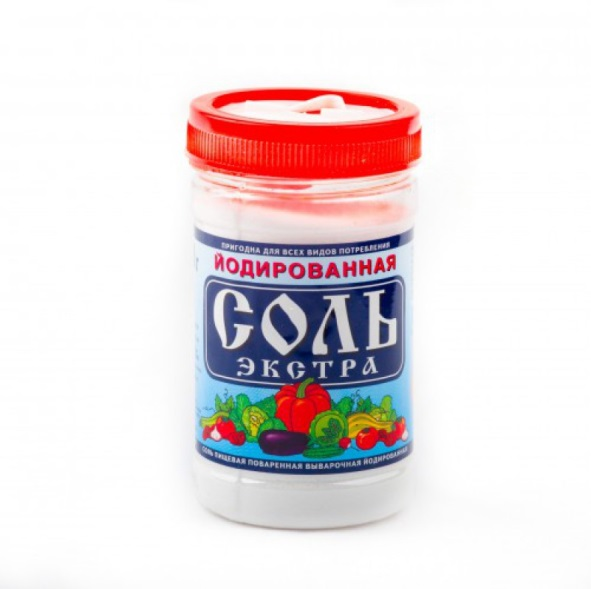 ПРИГОДНА ДЛЯ ВСЕХ ВИДОВ ПОТРЕБЛЕНИЯ
ЙОДИРОВАННАЯ
СОЛЬ
ЭКСТРА
СОЛЬ ПИЩЕВАЯ ПОВАРЕННАЯ ВЫВАРОЧНАЯ ЙОДИРОВАННАЯ